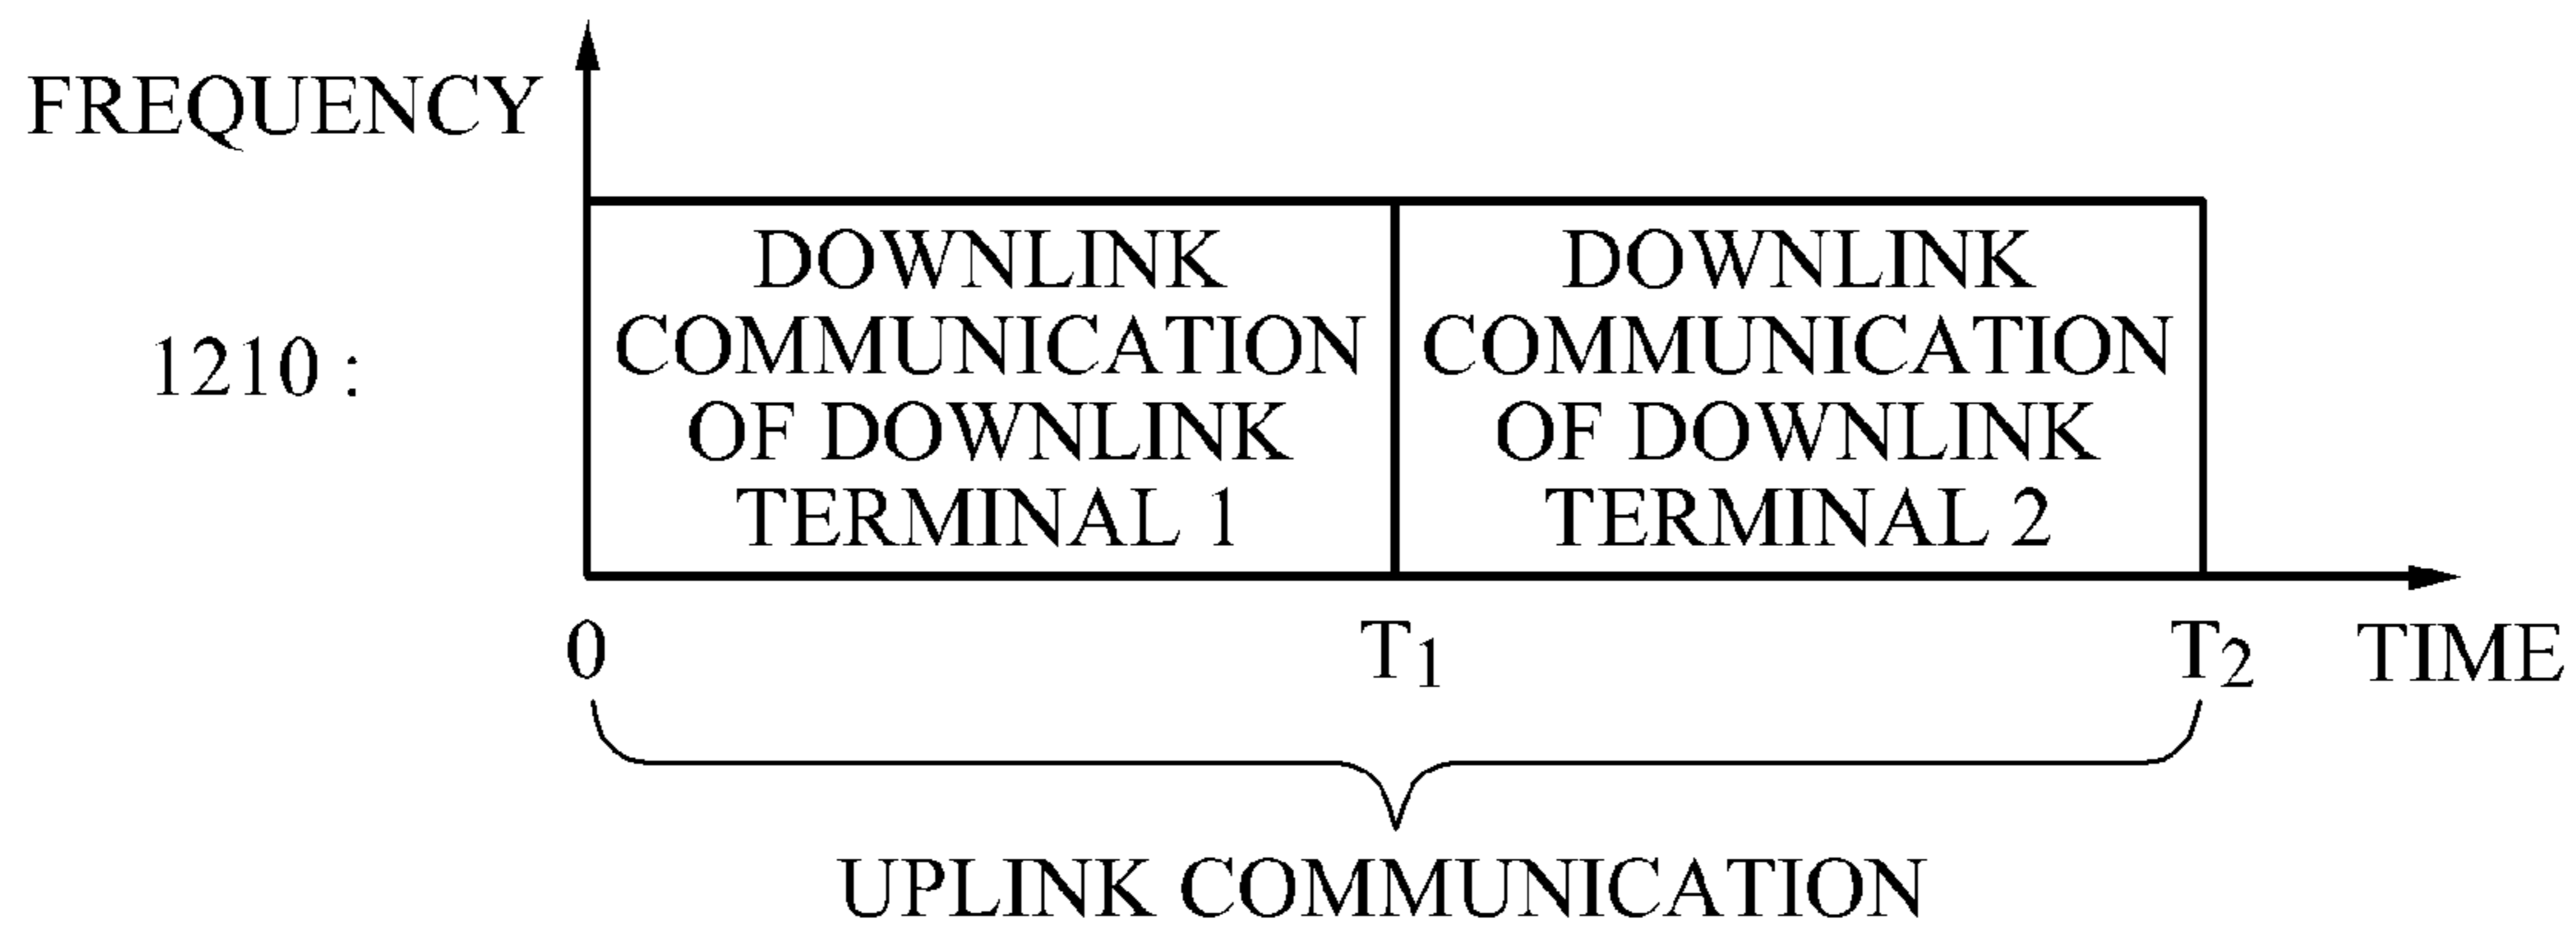 FREQUENCY
1210 :
DOWNLINK
COMMUNICATION
OF DOWNLINK
TERMINAL 1
DOWNLINK
COMMUNICATION
OF DOWNLINK
TERMINAL 2
0
T1
T2
TIME
UPLINK COMMUNICATION